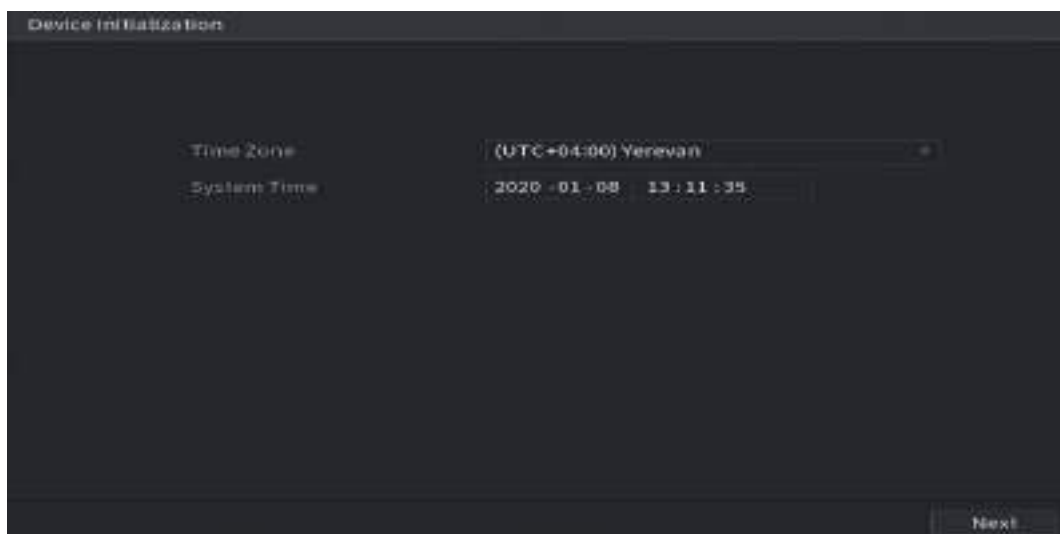 Device Initialization
Time Zone (UTC+04:00) Yerevan
System Time 2020 -01 -08 13 : 11 : 35
Next